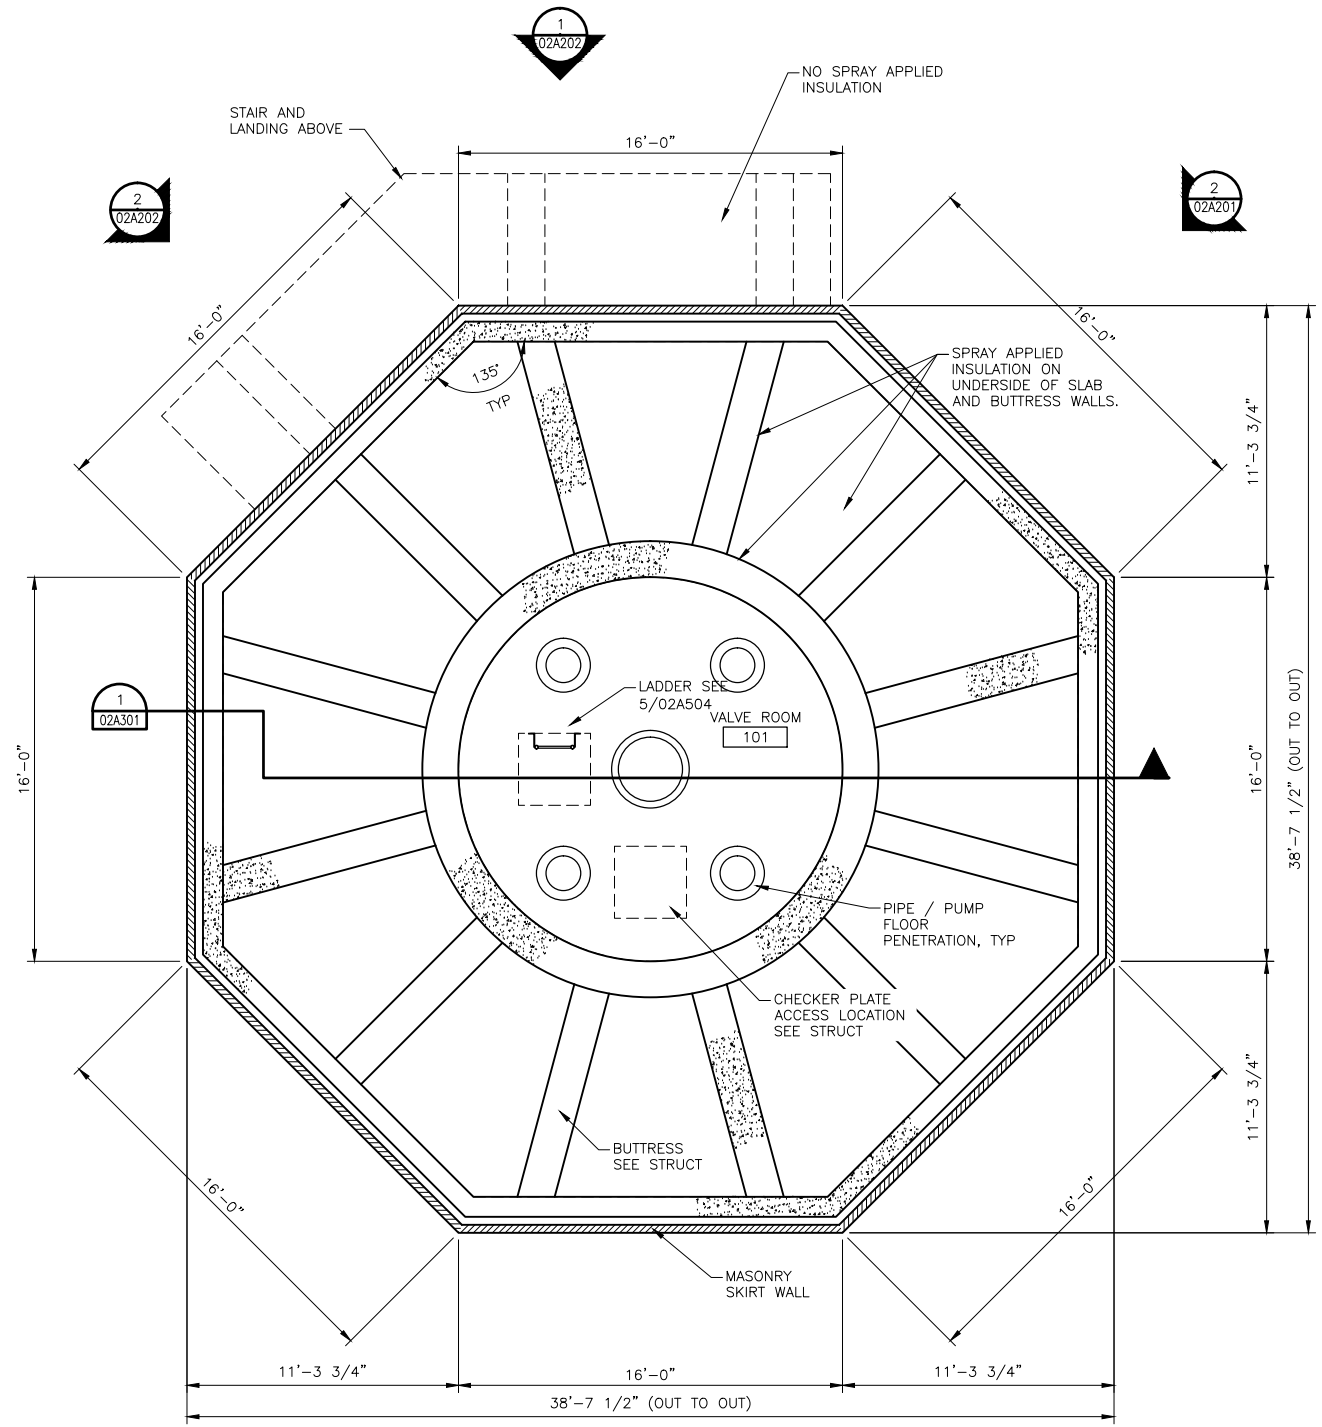 1
02A202
NO SPRAY APPLIED
INSULATION
STAIR AND
LANDING ABOVE
16'-0"
2
02A202
2
02A201
16'-0"
16'-0"
135°
TYP
SPRAY APPLIED
INSULATION ON
UNDERSIDE OF SLAB
AND BUTTRESS WALLS.
11'-3 3/4"
LADDER SEE
5/02A504
VALVE ROOM
101
1
02A301
16'-0"
16'-0"
38'-7 1/2" (OUT TO OUT)
PIPE / PUMP
FLOOR
PENETRATION, TYP
CHECKER PLATE
ACCESS LOCATION
SEE STRUCT
11'-3 3/4"
BUTTRESS
SEE STRUCT
16'-0"
16'-0"
MASONRY
SKIRT WALL
11'-3 3/4"
16'-0"
11'-3 3/4"
38'-7 1/2" (OUT TO OUT)